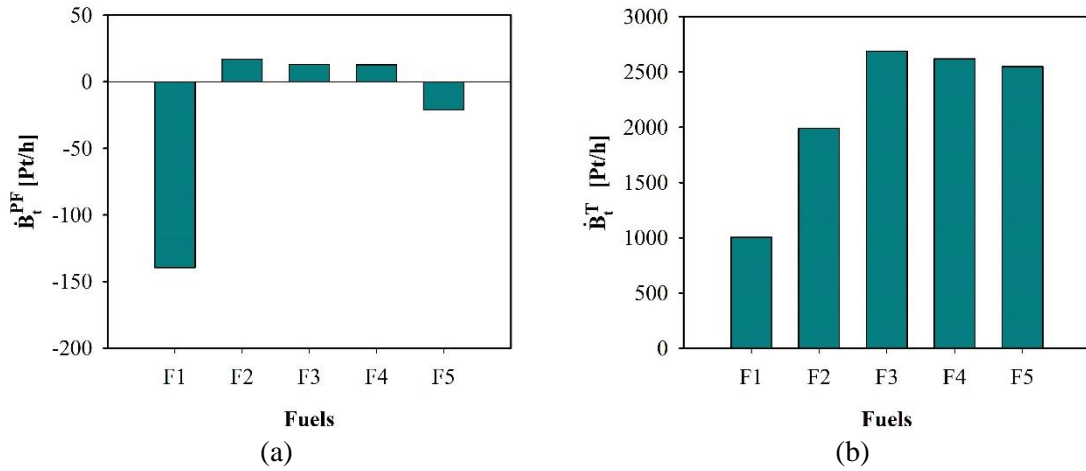 50
0
-50
-100
-150
-200
Ḃ_t^PF [Pt/h]
F1 F2 F3 F4 F5
Fuels
(a)
3000
2500
2000
1500
1000
500
0
Ḃ_t^T [Pt/h]
F1 F2 F3 F4 F5
Fuels
(b)